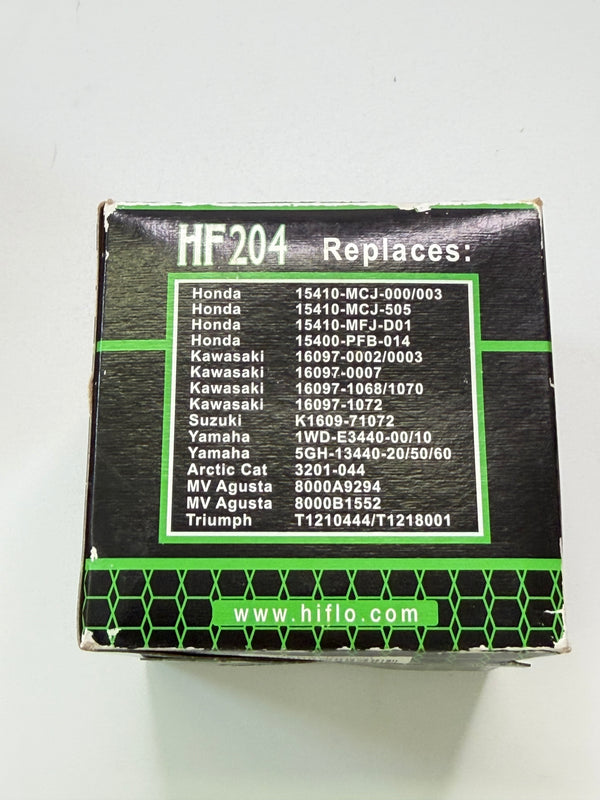 HF204 Replaces:
Honda 15410-MCJ-000/003
Honda 15410-MCJ-505
Honda 15410-MFJ-D01
Honda 15400-PFB-014
Kawasaki 16097-0002/0003
Kawasaki 16097-0007
Kawasaki 16097-1068/1070
Kawasaki 16097-1072
Suzuki K1609-71072
Yamaha 1WD-E3440-00/10
Yamaha 5GH-13440-20/50/60
Arctic Cat 3201-044
MV Agusta 8000A9294
MV Agusta 8000B1552
Triumph T1210444/T1218001
www.hiflo.com